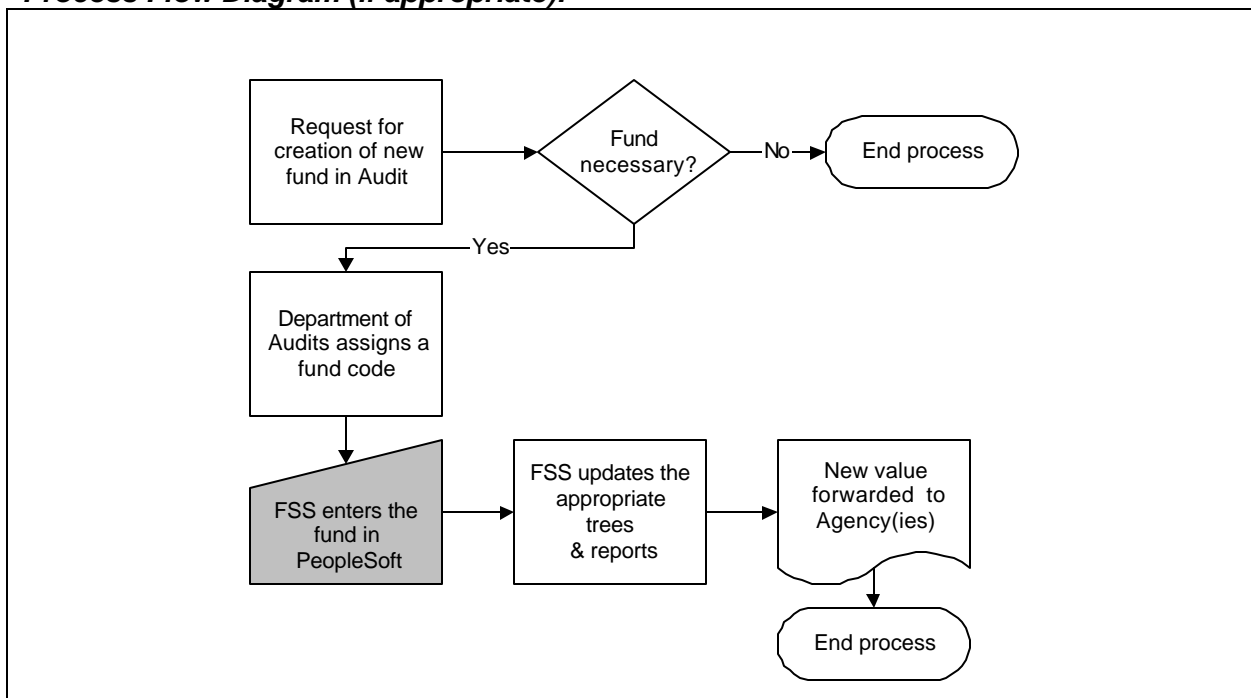 Process Flow Diagram (if appropriate):
Request for
creation of new
fund in Audit
Fund
necessary?
No
End process
Yes
Department of
Audits assigns a
fund code
FSS enters the
fund in
PeopleSoft
FSS updates the
appropriate
trees
& reports
New value
forwarded to
Agency(ies)
End process